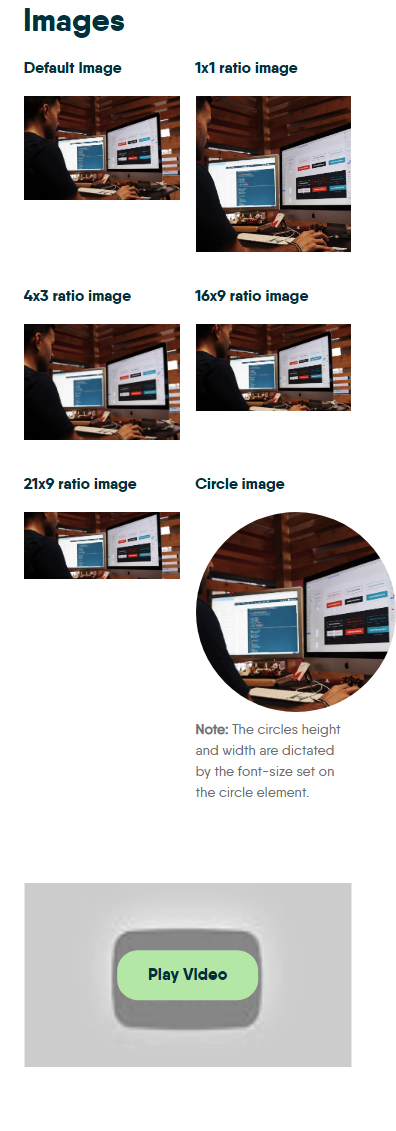 Images
Default Image
1x1 ratio image
4x3 ratio image
16x9 ratio image
21x9 ratio image
Circle image
Note: The circles height
and width are dictated
by the font-size set on
the circle element.
Play Video